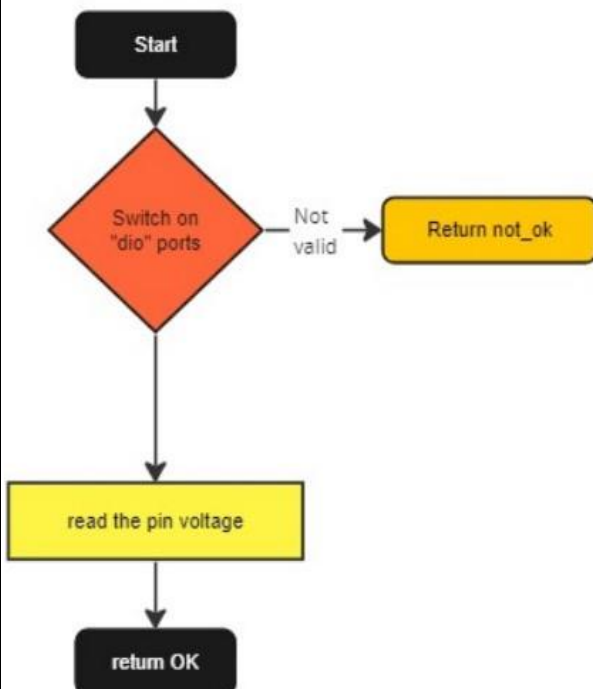 Start
Switch on
"dio" ports
Not
valid
Return not_ok
read the pin voltage
return OK